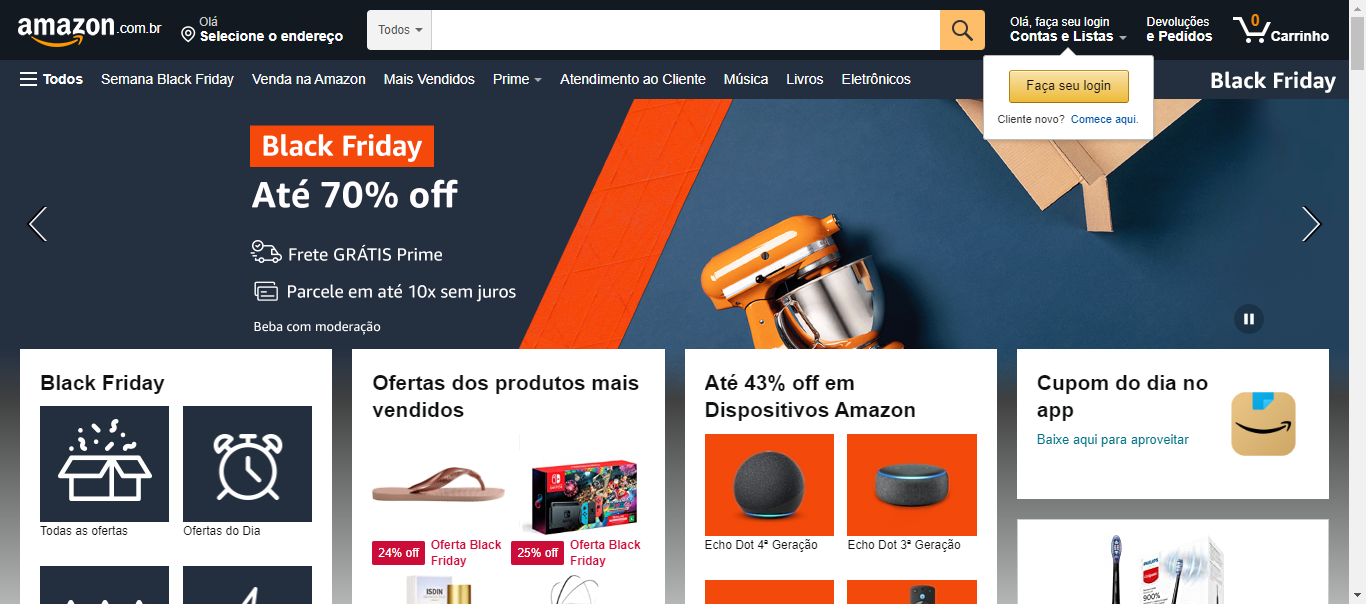 amazon.com.br
Olá
Selecione o endereço
Todos
Olá, faça seu login
Contas e Listas
Devoluções
e Pedidos
0
Carrinho
Todos
Semana Black Friday
Venda na Amazon
Mais Vendidos
Prime
Atendimento ao Cliente
Música
Livros
Eletrônicos
Black Friday
Faça seu login
Cliente novo? Comece aqui.
Black Friday
Até 70% off
Frete GRÁTIS Prime
Parcele em até 10x sem juros
Beba com moderação
Black Friday
Todas as ofertas
Ofertas do Dia
Ofertas dos produtos mais
vendidos
24% off
Oferta Black
Friday
25% off
Oferta Black
Friday
ISDIN
Até 43% off em
Dispositivos Amazon
Echo Dot 4ª Geração
Echo Dot 3ª Geração
Cupom do dia no
app
Baixe aqui para aproveitar
PHILIPS
Colgate
900%